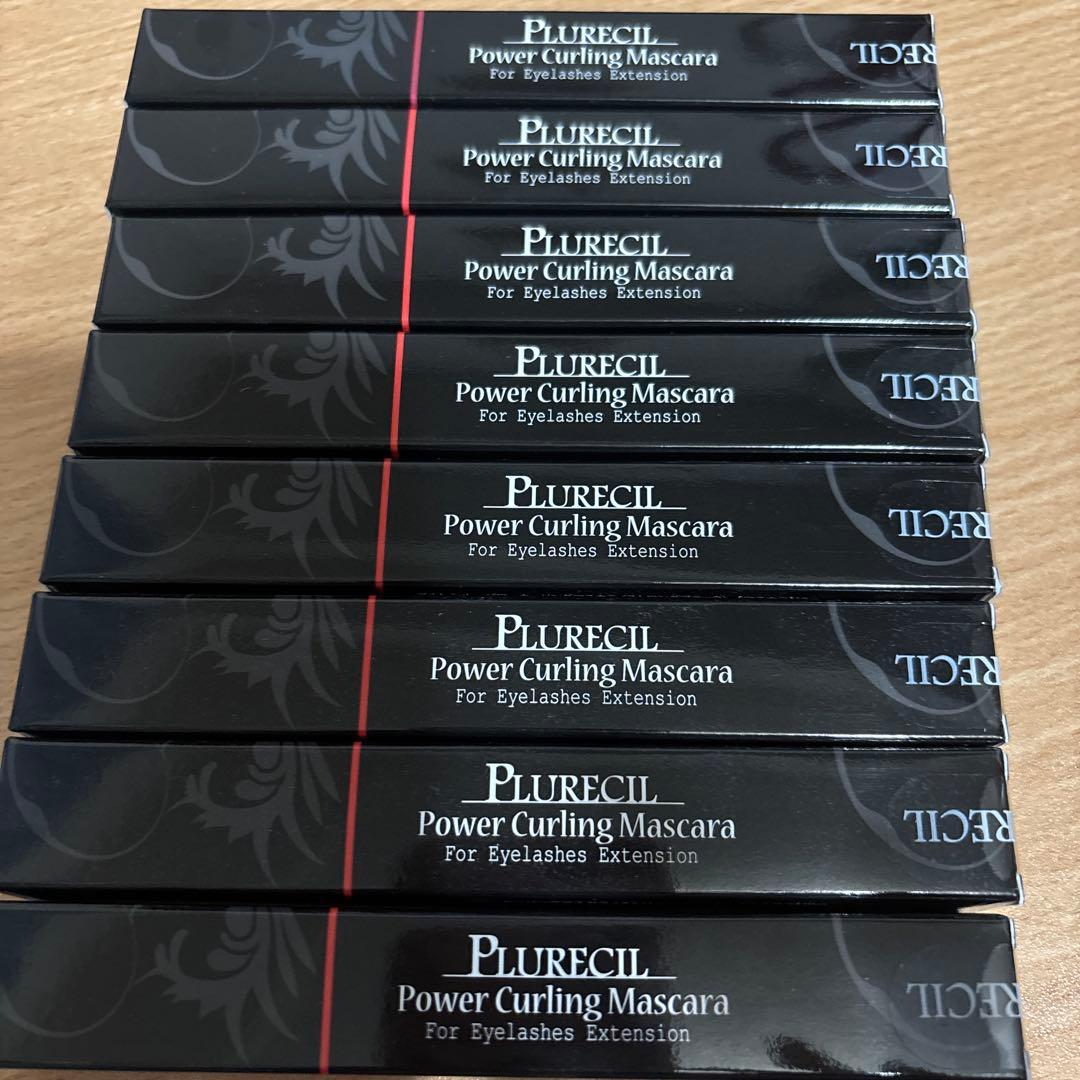 PLURECIL
Power Curling Mascara
For Eyelashes Extension
RECIL
PLURECIL
Power Curling Mascara
For Eyelashes Extension
RECIL
PLURECIL
Power Curling Mascara
For Eyelashes Extension
RECIL
PLURECIL
Power Curling Mascara
For Eyelashes Extension
RECIL
PLURECIL
Power Curling Mascara
For Eyelashes Extension
RECIL
PLURECIL
Power Curling Mascara
For Eyelashes Extension
RECIL
PLURECIL
Power Curling Mascara
For Eyelashes Extension
RECIL
PLURECIL
Power Curling Mascara
For Eyelashes Extension
RECIL